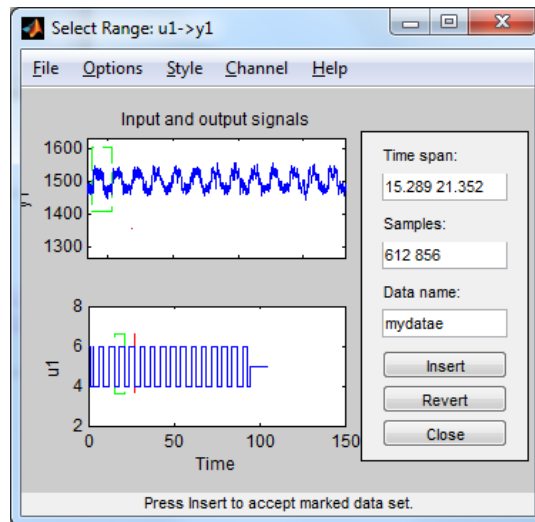 Select Range: u1->y1
File Options Style Channel Help
Input and output signals
1600
1500
1400
1300
y1
8
6
4
2
u1
0 50 100 150
Time
Time span:
15.289 21.352
Samples:
612 856
Data name:
mydatae
Insert
Revert
Close
Press Insert to accept marked data set.